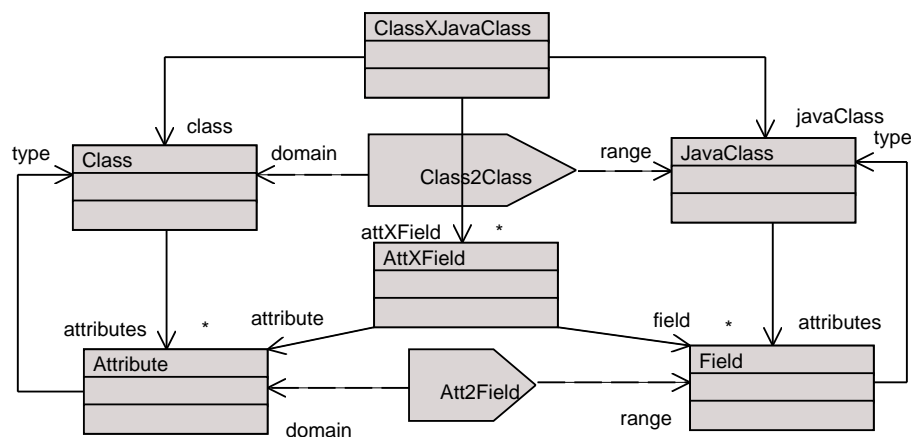 ClassXJavaClass
class
javaClass
type
Class
domain
Class2Class
range
JavaClass
type
attXField
*
AttXField
attributes
*
attribute
field
*
attributes
Attribute
Att2Field
Field
domain
range